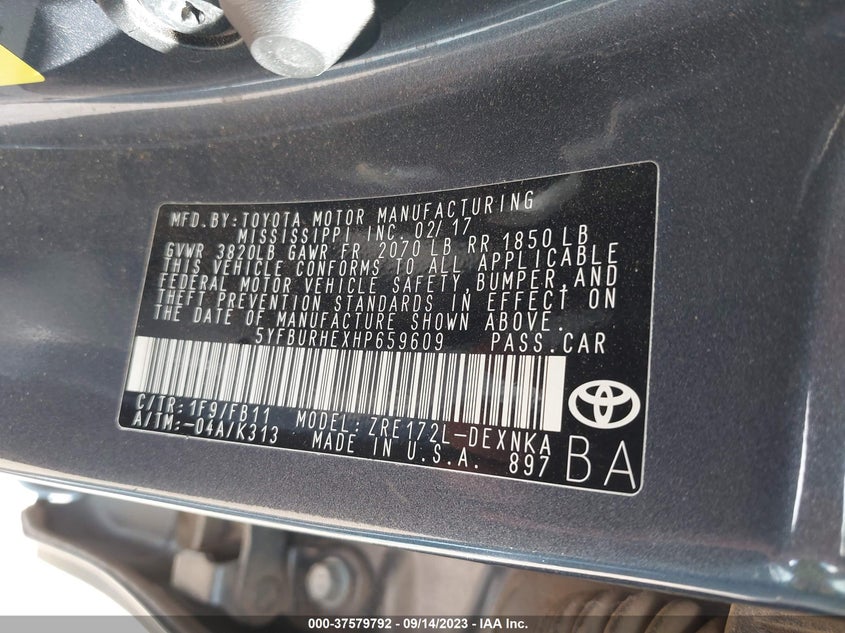 MFD. BY: TOYOTA MOTOR MANUFACTURING
MISSISSIPPI INC. 02/17
GVWR 3820LB GAWR FR 2070LB RR 1850LB
THIS VEHICLE CONFORMS TO ALL APPLICABLE
FEDERAL MOTOR VEHICLE SAFETY, BUMPER, AND
THEFT PREVENTION STANDARDS IN EFFECT ON
THE DATE OF MANUFACTURE SHOWN ABOVE.
5YFBURHEXHP659609 PASS.CAR
C/TR: 1F9/FB11 MODEL: ZRE172L-DEXNKA
A/TM: -04A/K313 MADE IN U.S.A. 897
BA
000-37579792 - 09/14/2023 - IAA Inc.